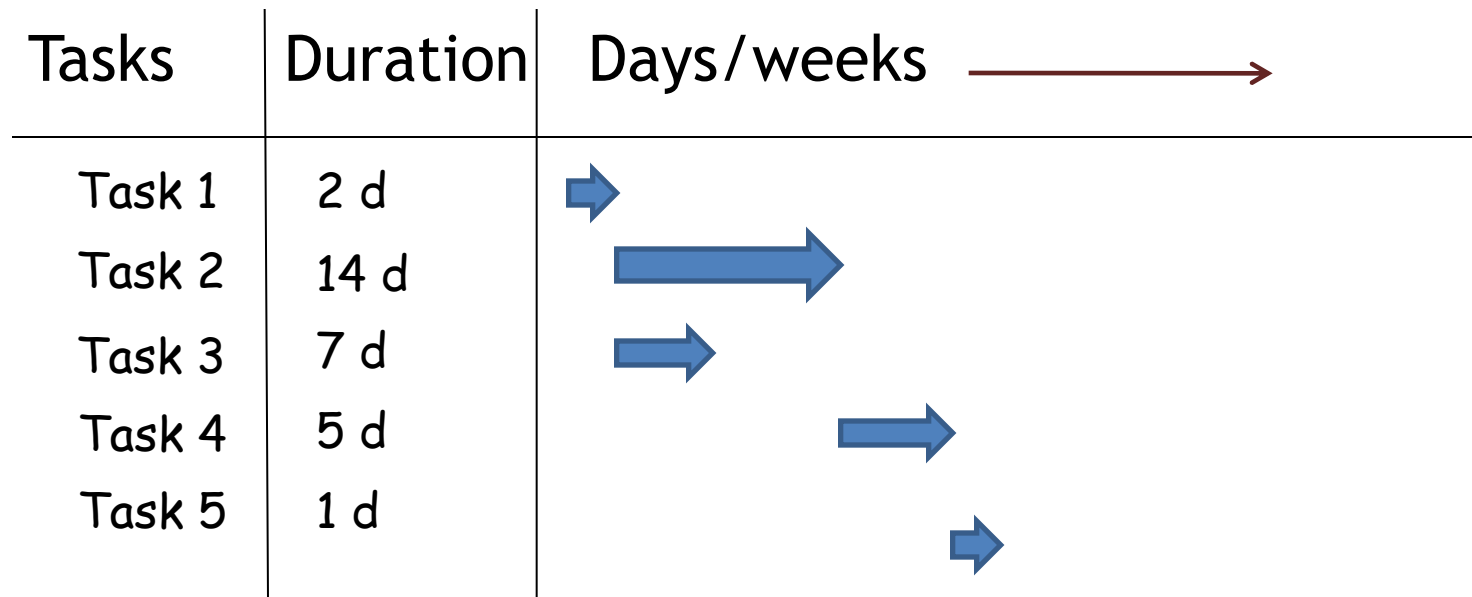 Tasks Duration Days/weeks
Task 1 2 d
Task 2 14 d
Task 3 7 d
Task 4 5 d
Task 5 1 d